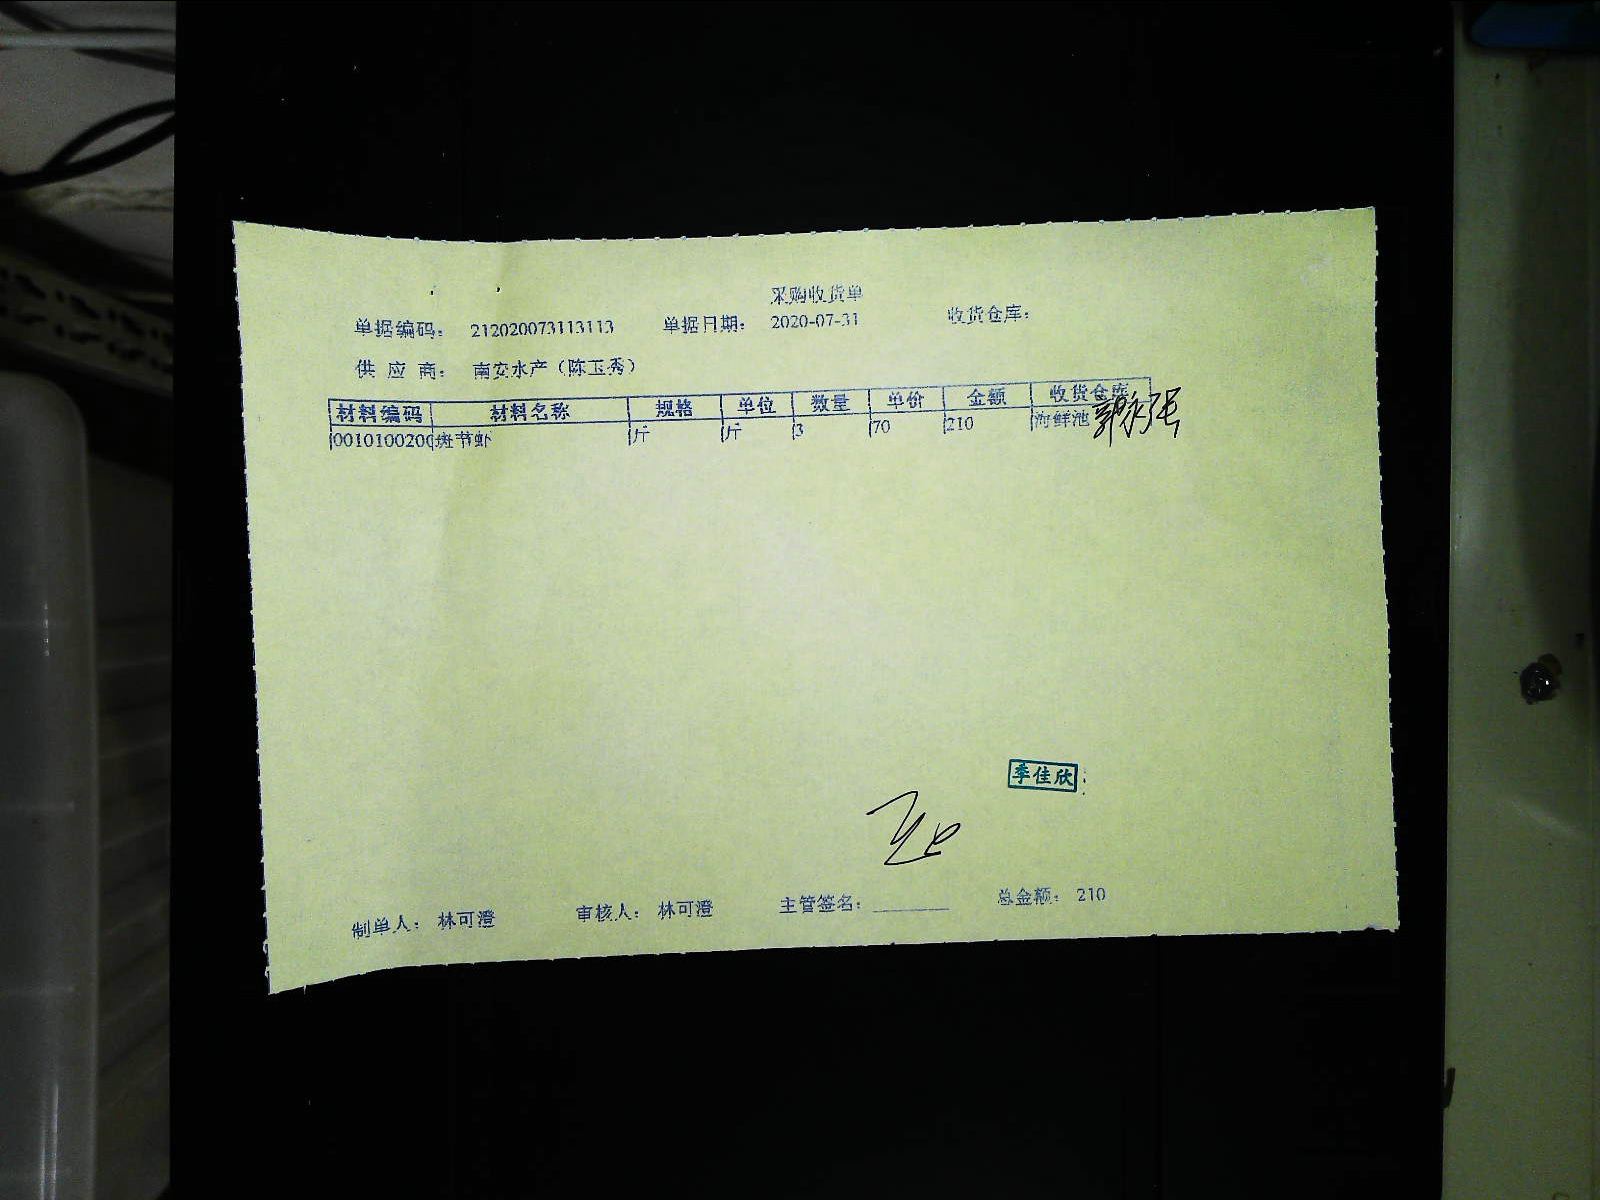 采购收货单
单据编码： 212020073113113 单据日期： 2020-07-31 收货仓库：
供应商： 南安水产（陈玉秀）
材料编码 材料名称 规格 单位 数量 单价 金额 收货仓库
0010100200 斑节虾 斤 斤 3 70 210 海鲜池
季佳欣
制单人： 林可澄 审核人： 林可澄 主管签名： 总金额： 210